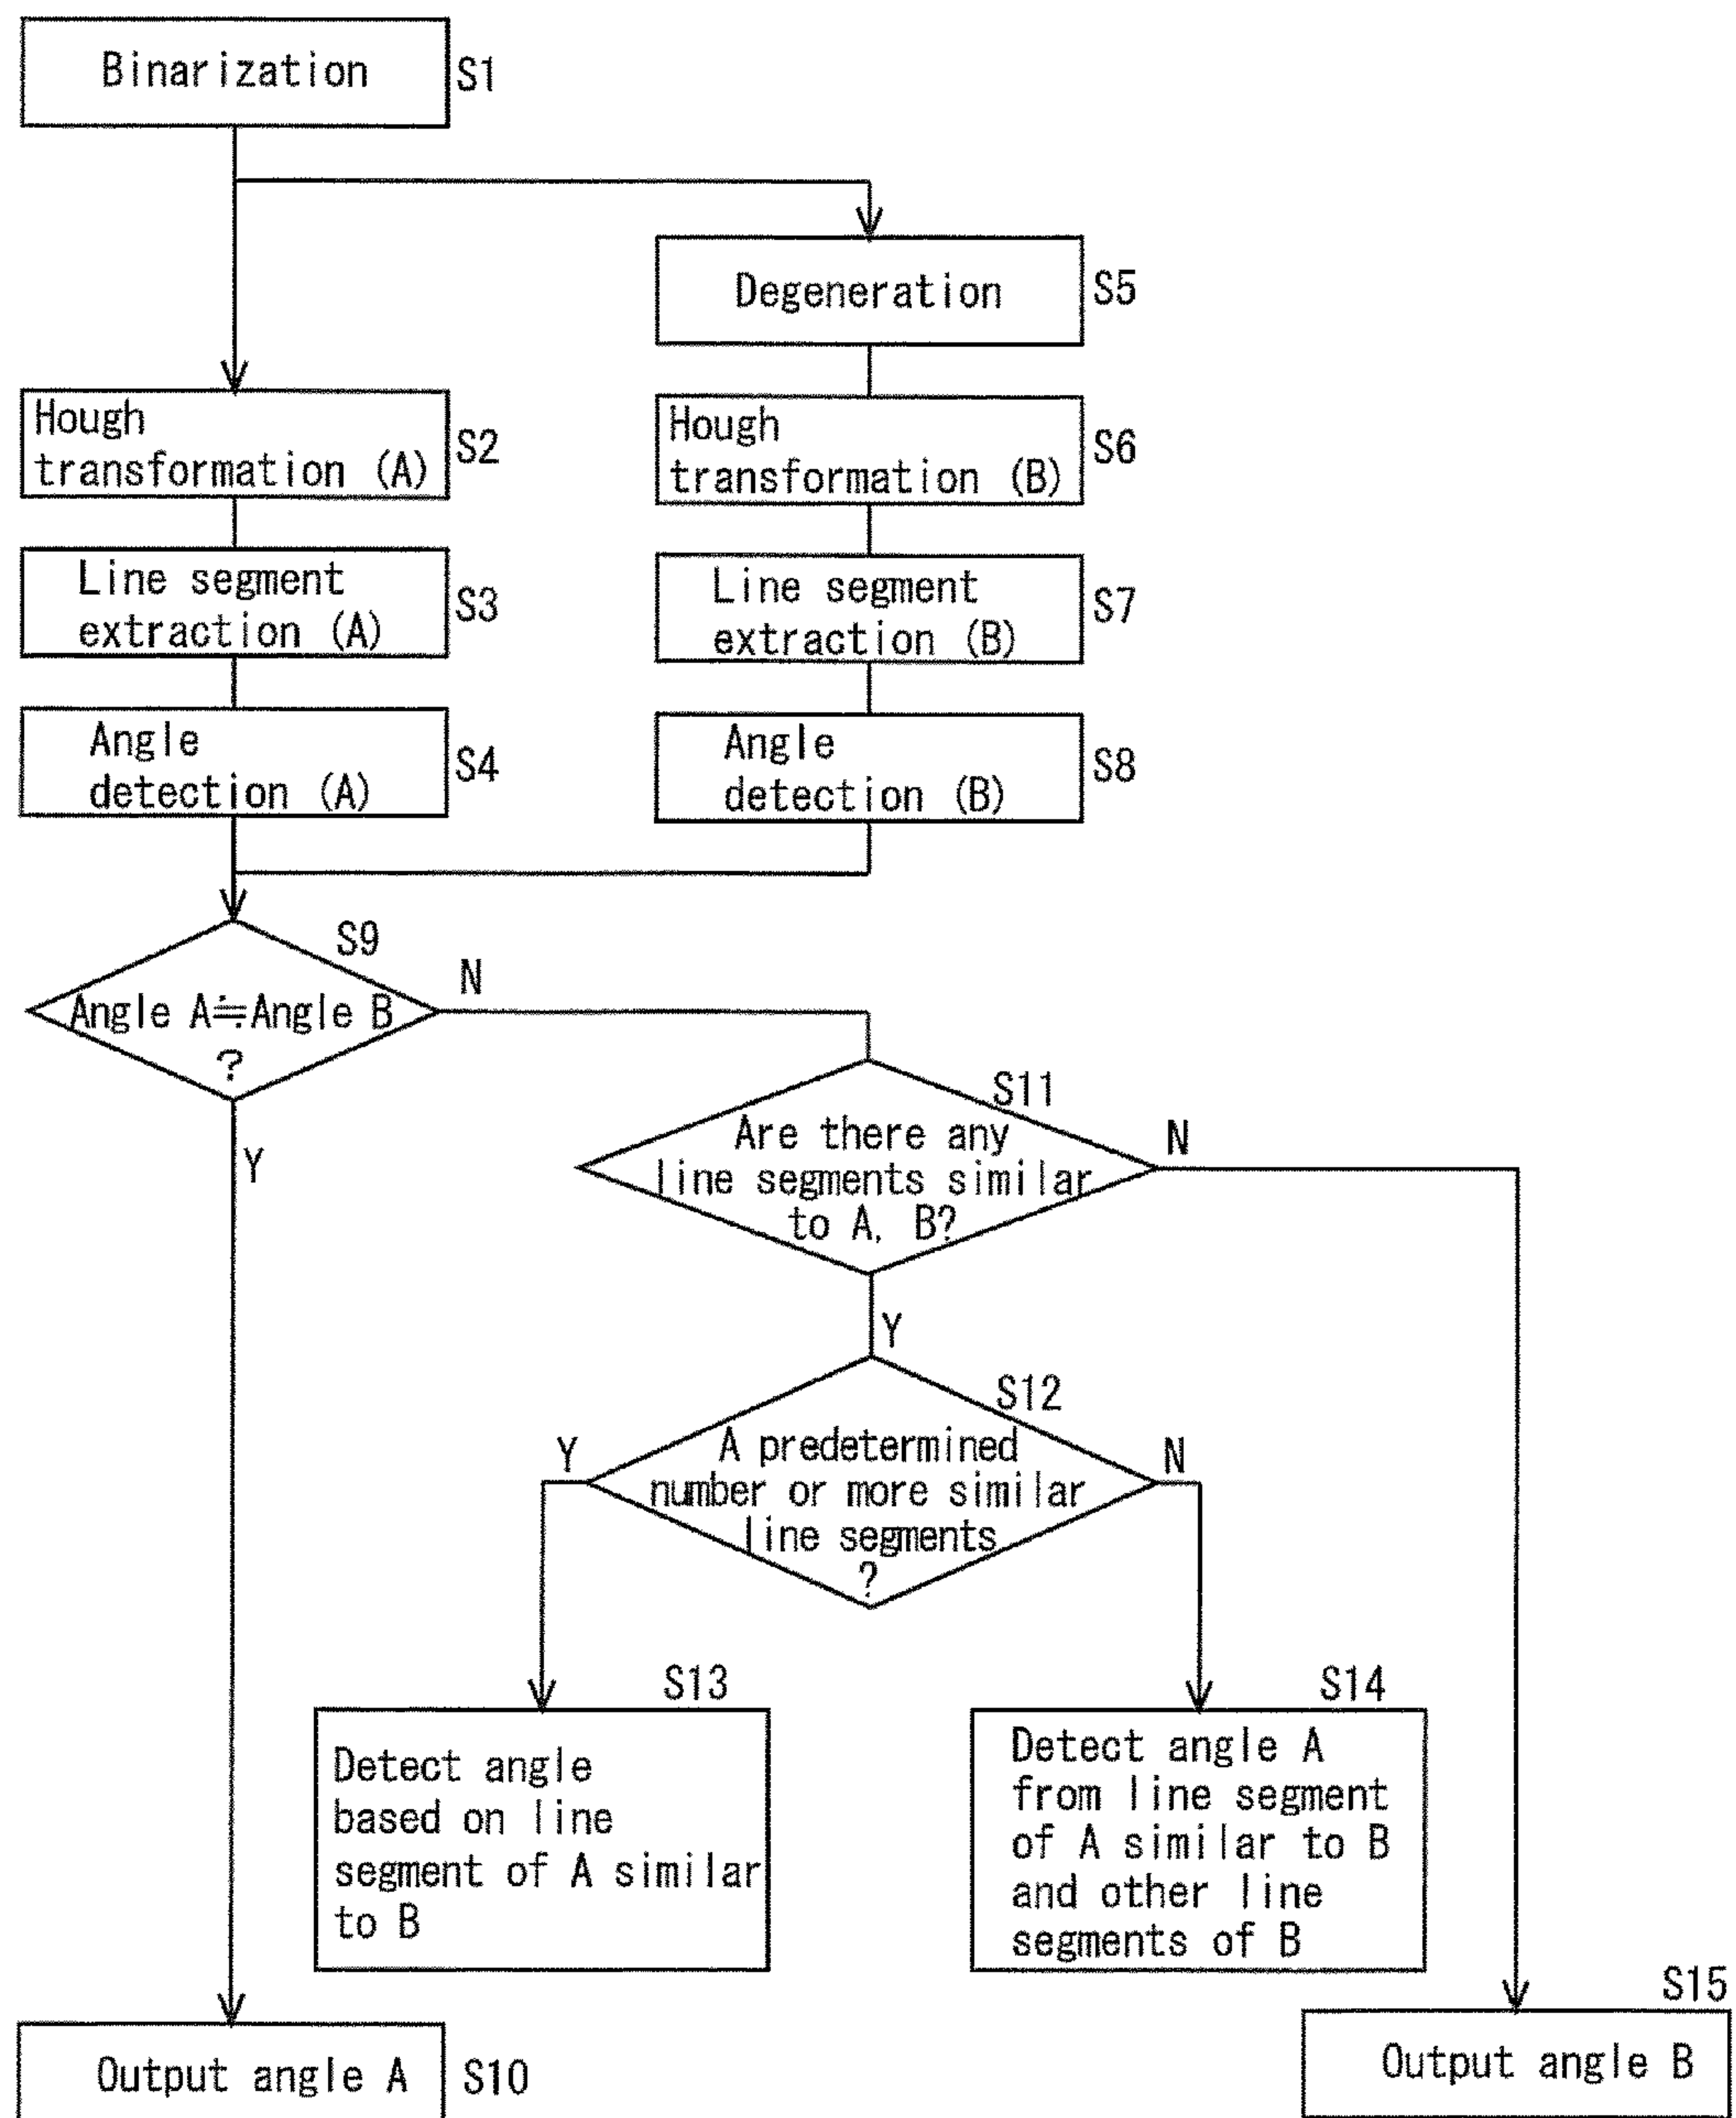 Binarization
S1
Degeneration
S5
Hough
transformation (A)
S2
Hough
transformation (B)
S6
Line segment
extraction (A)
S3
Line segment
extraction (B)
S7
Angle
detection (A)
S4
Angle
detection (B)
S8
S9
Angle A≒Angle B
?
N
Y
S11
Are there any
line segments similar
to A, B?
N
Y
S12
A predetermined
number or more similar
line segments
?
Y
N
S13
Detect angle
based on line
segment of A similar
to B
S14
Detect angle A
from line segment
of A similar to B
and other line
segments of B
Output angle A
S10
S15
Output angle B